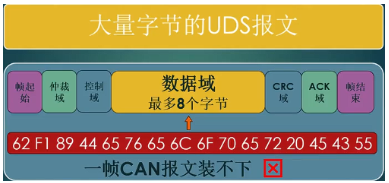 大量字节的UDS报文
帧起始 仲裁域 控制域 数据域 最多8个字节 CRC域 ACK域 帧结束
62 F1 89 44 65 76 65 6C 6F 70 65 72 20 45 43 55
一帧CAN报文装不下